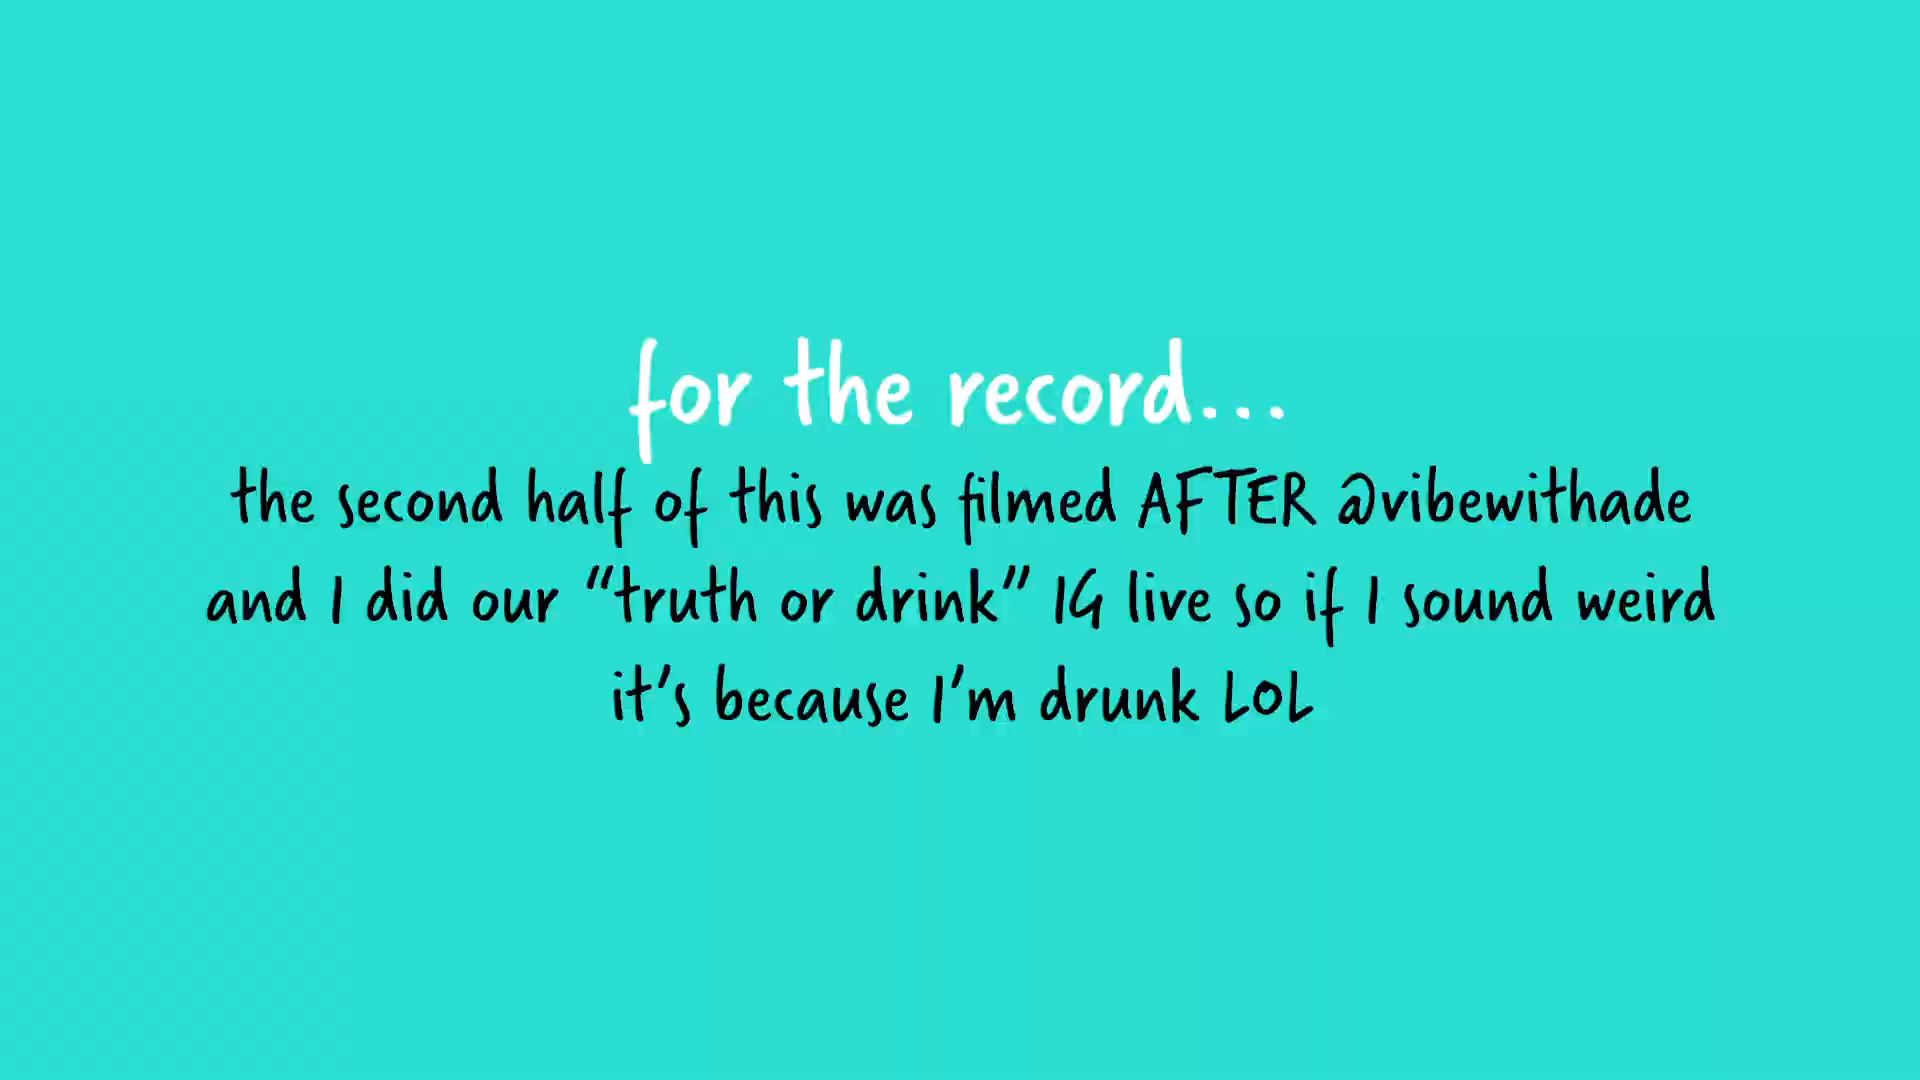 for the record...
the second half of this was filmed AFTER @vibewithade
and I did our “truth or drink” IG live so if I sound weird
it’s because I’m drunk LOL